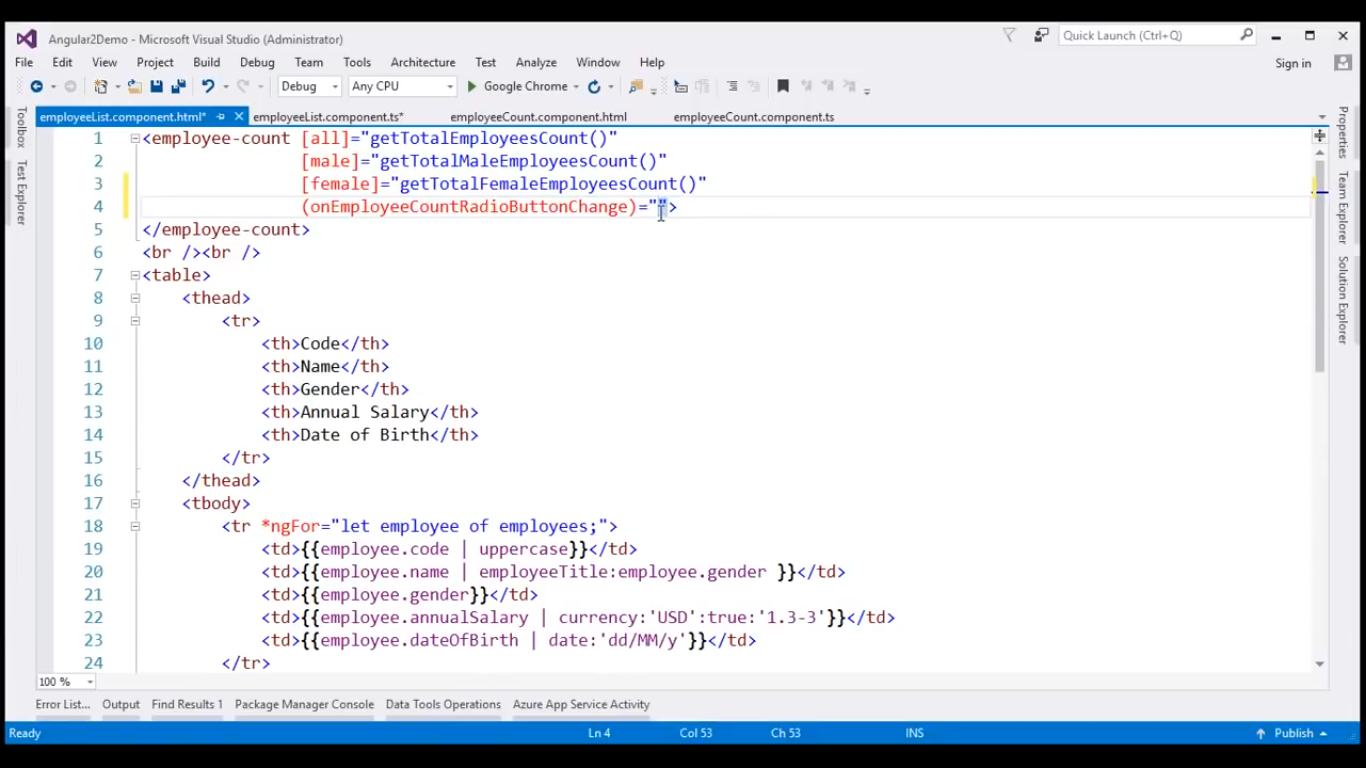 Angular2Demo - Microsoft Visual Studio (Administrator)
Quick Launch (Ctrl+Q)
File Edit View Project Build Debug Team Tools Architecture Test Analyze Window Help
Sign in
Debug Any CPU Google Chrome
employeeList.component.html* employeeList.component.ts* employeeCount.component.html employeeCount.component.ts
Toolbox
Test Explorer
1 <employee-count [all]="getTotalEmployeesCount()"
2 [male]="getTotalMaleEmployeesCount()"
3 [female]="getTotalFemaleEmployeesCount()"
4 (onEmployeeCountRadioButtonChange)="">
5 </employee-count>
6 <br /><br />
7 <table>
8 <thead>
9 <tr>
10 <th>Code</th>
11 <th>Name</th>
12 <th>Gender</th>
13 <th>Annual Salary</th>
14 <th>Date of Birth</th>
15 </tr>
16 </thead>
17 <tbody>
18 <tr *ngFor="let employee of employees;">
19 <td>{{employee.code | uppercase}}</td>
20 <td>{{employee.name | employeeTitle:employee.gender }}</td>
21 <td>{{employee.gender}}</td>
22 <td>{{employee.annualSalary | currency:'USD':true:'1.3-3'}}</td>
23 <td>{{employee.dateOfBirth | date:'dd/MM/y'}}</td>
24 </tr>
Properties
Team Explorer
Solution Explorer
100 %
Error List... Output Find Results 1 Package Manager Console Data Tools Operations Azure App Service Activity
Ready Ln 4 Col 53 Ch 53 INS Publish